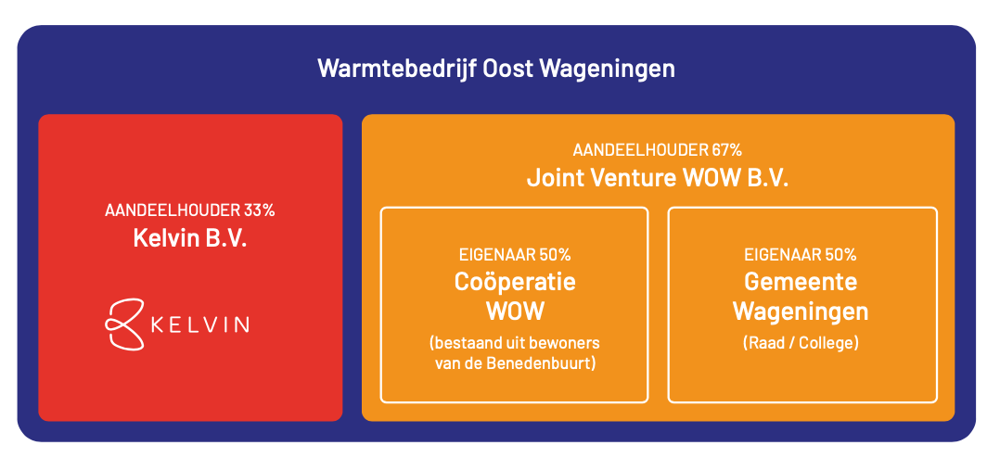 Warmtebedrijf Oost Wageningen
AANDEELHOUDER 33%
Kelvin B.V.
KELVIN
AANDEELHOUDER 67%
Joint Venture WOW B.V.
EIGENAAR 50%
Coöperatie
WOW
(bestaand uit bewoners
van de Benedenbuurt)
EIGENAAR 50%
Gemeente
Wageningen
(Raad / College)